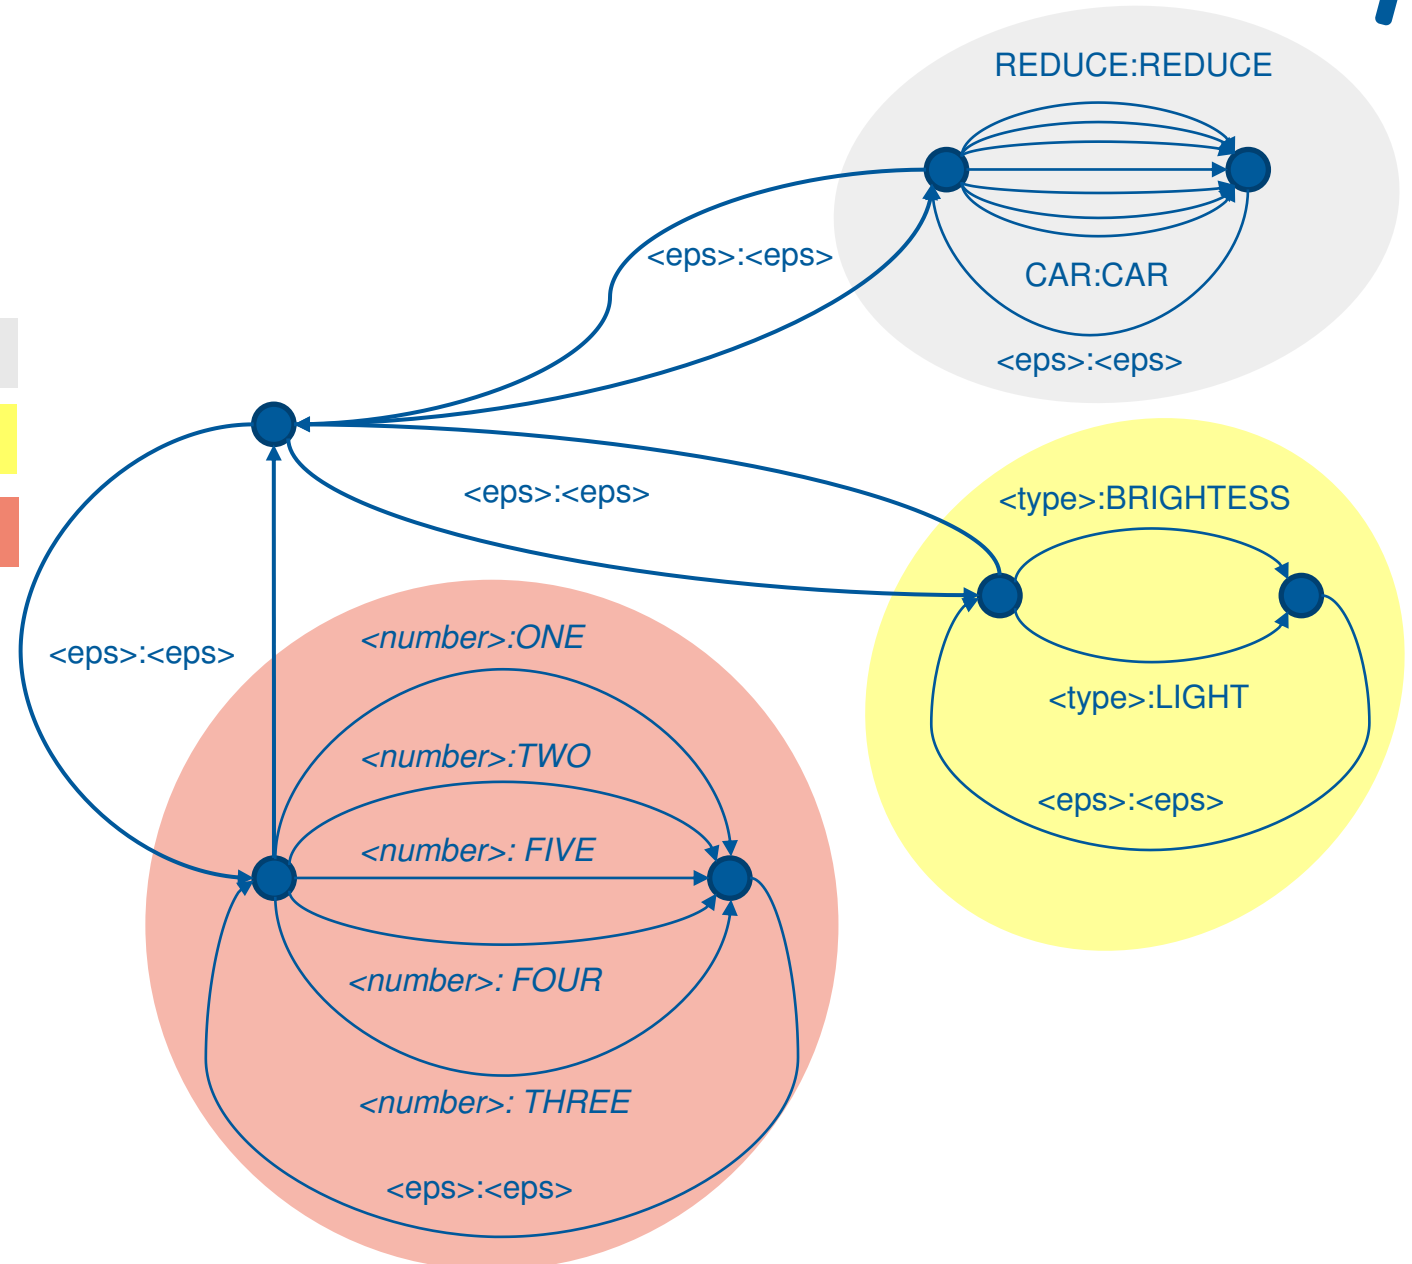 REDUCE:REDUCE
<eps>:<eps>
CAR:CAR
<eps>:<eps>
<eps>:<eps>
<type>:BRIGHTESS
<eps>:<eps>
<number>:ONE
<type>:LIGHT
<number>:TWO
<eps>:<eps>
<number>: FIVE
<number>: FOUR
<number>: THREE
<eps>:<eps>